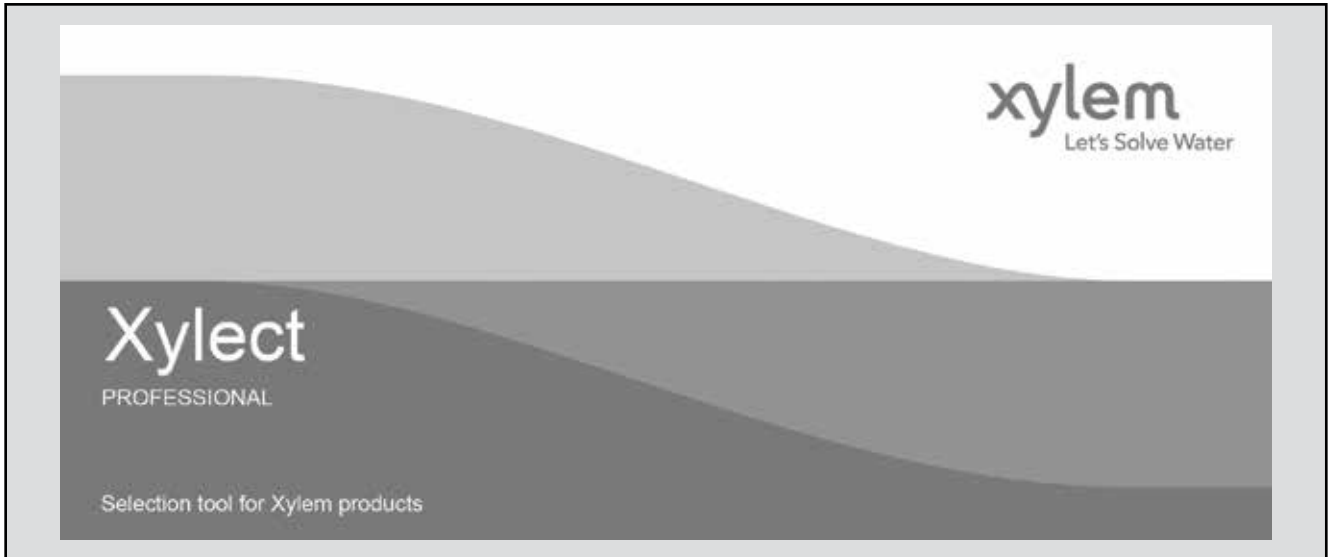 xylem
Let's Solve Water
Xylect
PROFESSIONAL
Selection tool for Xylem products